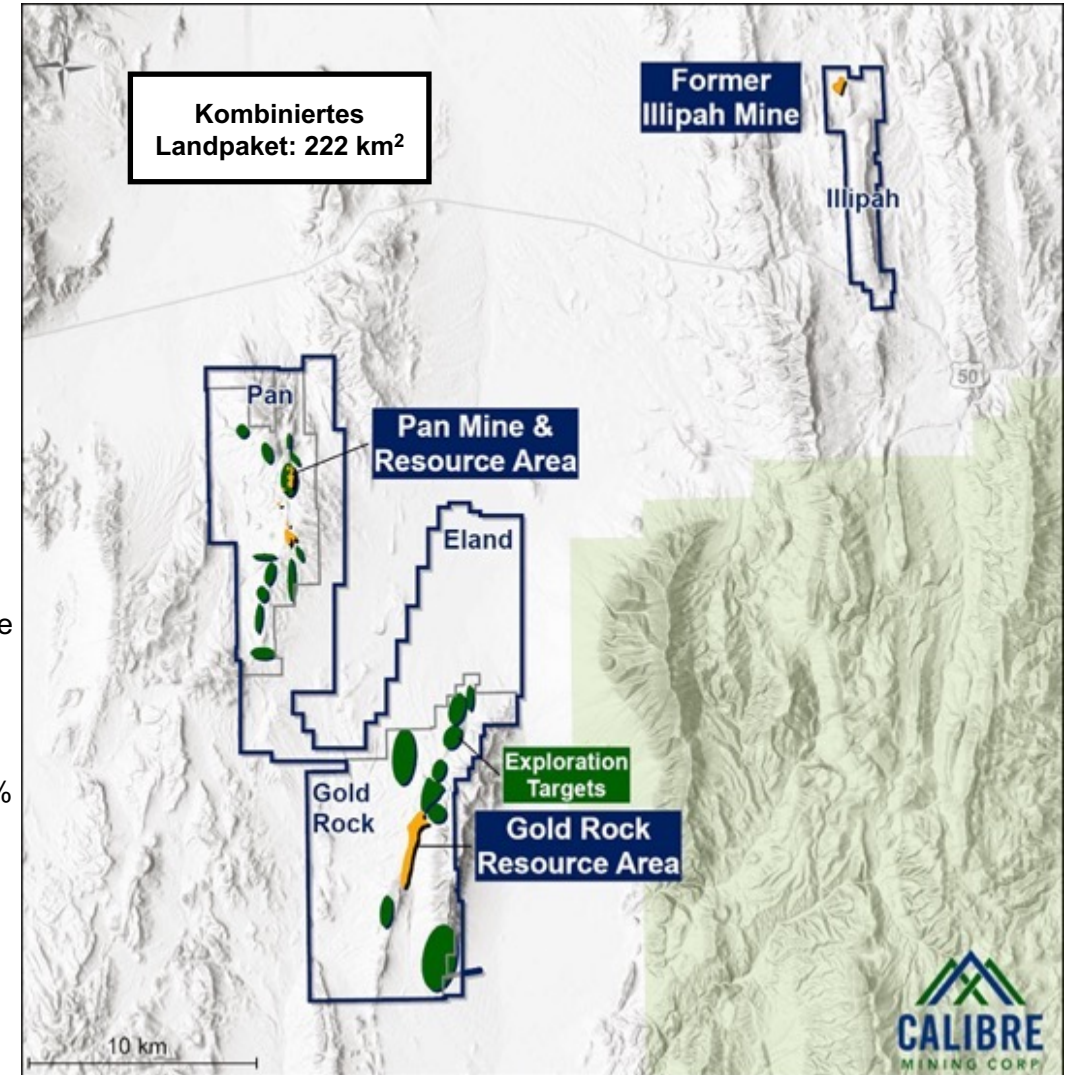 Kombiniertes
Landpaket: 222 km²
Former
Illipah Mine
Illipah
50
Pan
Pan Mine &
Resource Area
Eland
e
%
Exploration
Targets
Gold
Rock
Gold Rock
Resource Area
10 km
CALIBRE
MINING CORP